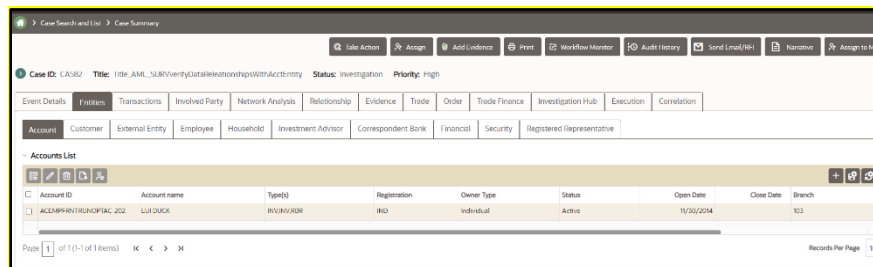 > Case Search and List > Case Summary
Take Action Assign Add Evidence Print Workflow Monitor Audit History Send Email/RFI Narrative Assign to M
Case ID: CA582 Title: Title_AML_SURVverifyDataReleationshipsWithAcctEntity Status: Investigation Priority: High
Event Details Entities Transactions Involved Party Network Analysis Relationship Evidence Trade Order Trade Finance Investigation Hub Execution Correlation
Account Customer External Entity Employee Household Investment Advisor Correspondent Bank Financial Security Registered Representative
Accounts List
Account ID Account name Type(s) Registration Owner Type Status Open Date Close Date Branch
ACEMPFRNTRUNOPTAC-202 LUI DUCK INV,INV,RBR IND Individual Active 11/30/2014 103
Page 1 of 1 (1-1 of 1 items) K < > >| Records Per Page